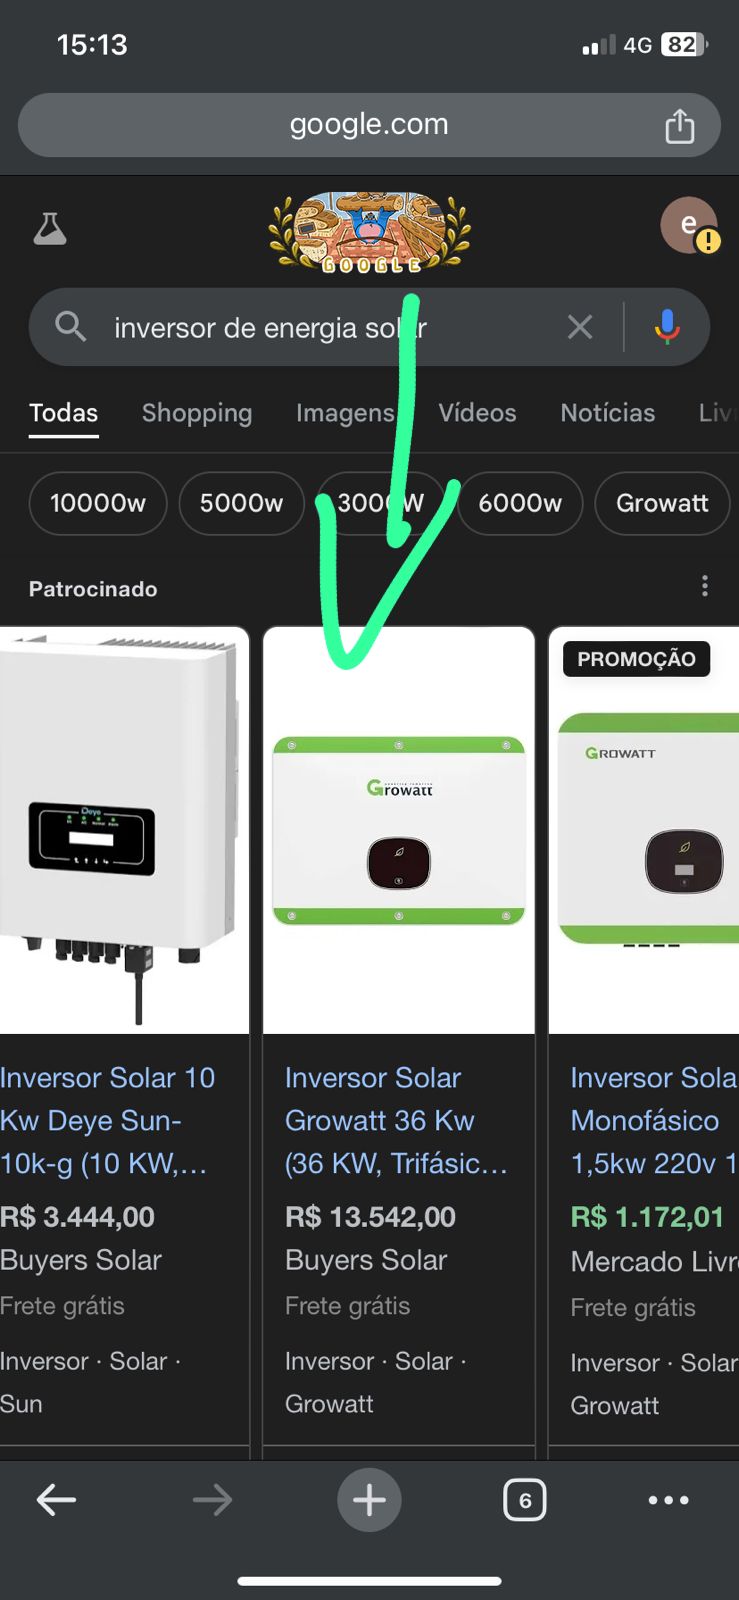 15:13
4G 82
google.com
GOOGLE
e
inversor de energia solar
Todas Shopping Imagens Vídeos Notícias Liv
10000w 5000w 3000W 6000w Growatt
Patrocinado
PROMOÇÃO
Deye
Growatt
GROWATT
Inversor Solar 10
Kw Deye Sun-
10k-g (10 KW,...
R$ 3.444,00
Buyers Solar
Frete grátis
Inversor · Solar ·
Sun
Inversor Solar
Growatt 36 Kw
(36 KW, Trifásic...
R$ 13.542,00
Buyers Solar
Frete grátis
Inversor · Solar ·
Growatt
Inversor Sola
Monofásico
1,5kw 220v 1
R$ 1.172,01
Mercado Livr
Frete grátis
Inversor · Solar
Growatt
6